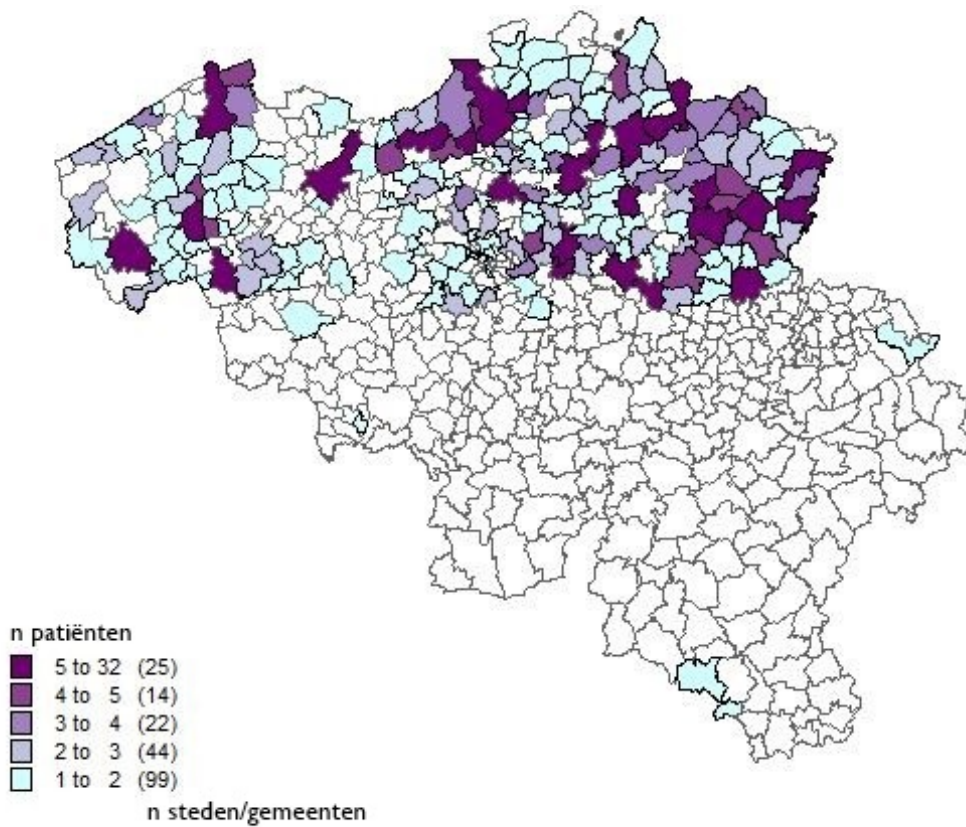 n patiënten
5 to 32 (25)
4 to 5 (14)
3 to 4 (22)
2 to 3 (44)
1 to 2 (99)
n steden/gemeenten